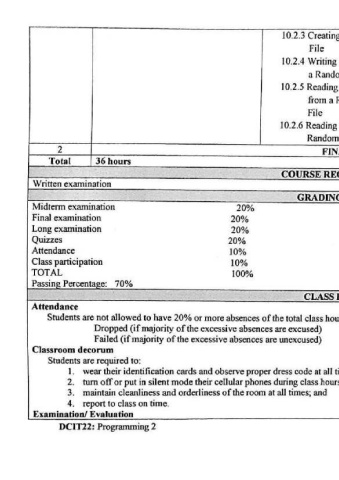 10.2.3 Creating
File
10.2.4 Writing
a Rando
10.2.5 Reading
from a
File
10.2.6 Reading
Random
2 FIN
Total 36 hours
COURSE REQ
Written examination
GRADING
Midterm examination 20%
Final examination 20%
Long examination 20%
Quizzes 20%
Attendance 10%
Class participation 10%
TOTAL 100%
Passing Percentage: 70%
CLASS
Attendance
Students are not allowed to have 20% or more absences of the total class hou
Dropped (if majority of the excessive absences are excused)
Failed (if majority of the excessive absences are unexcused)
Classroom decorum
Students are required to:
1. wear their identification cards and observe proper dress code at all ti
2. turn off or put in silent mode their cellular phones during class hours
3. maintain cleanliness and orderliness of the room at all times; and
4. report to class on time.
Examination/ Evaluation
DCIT22: Programming 2